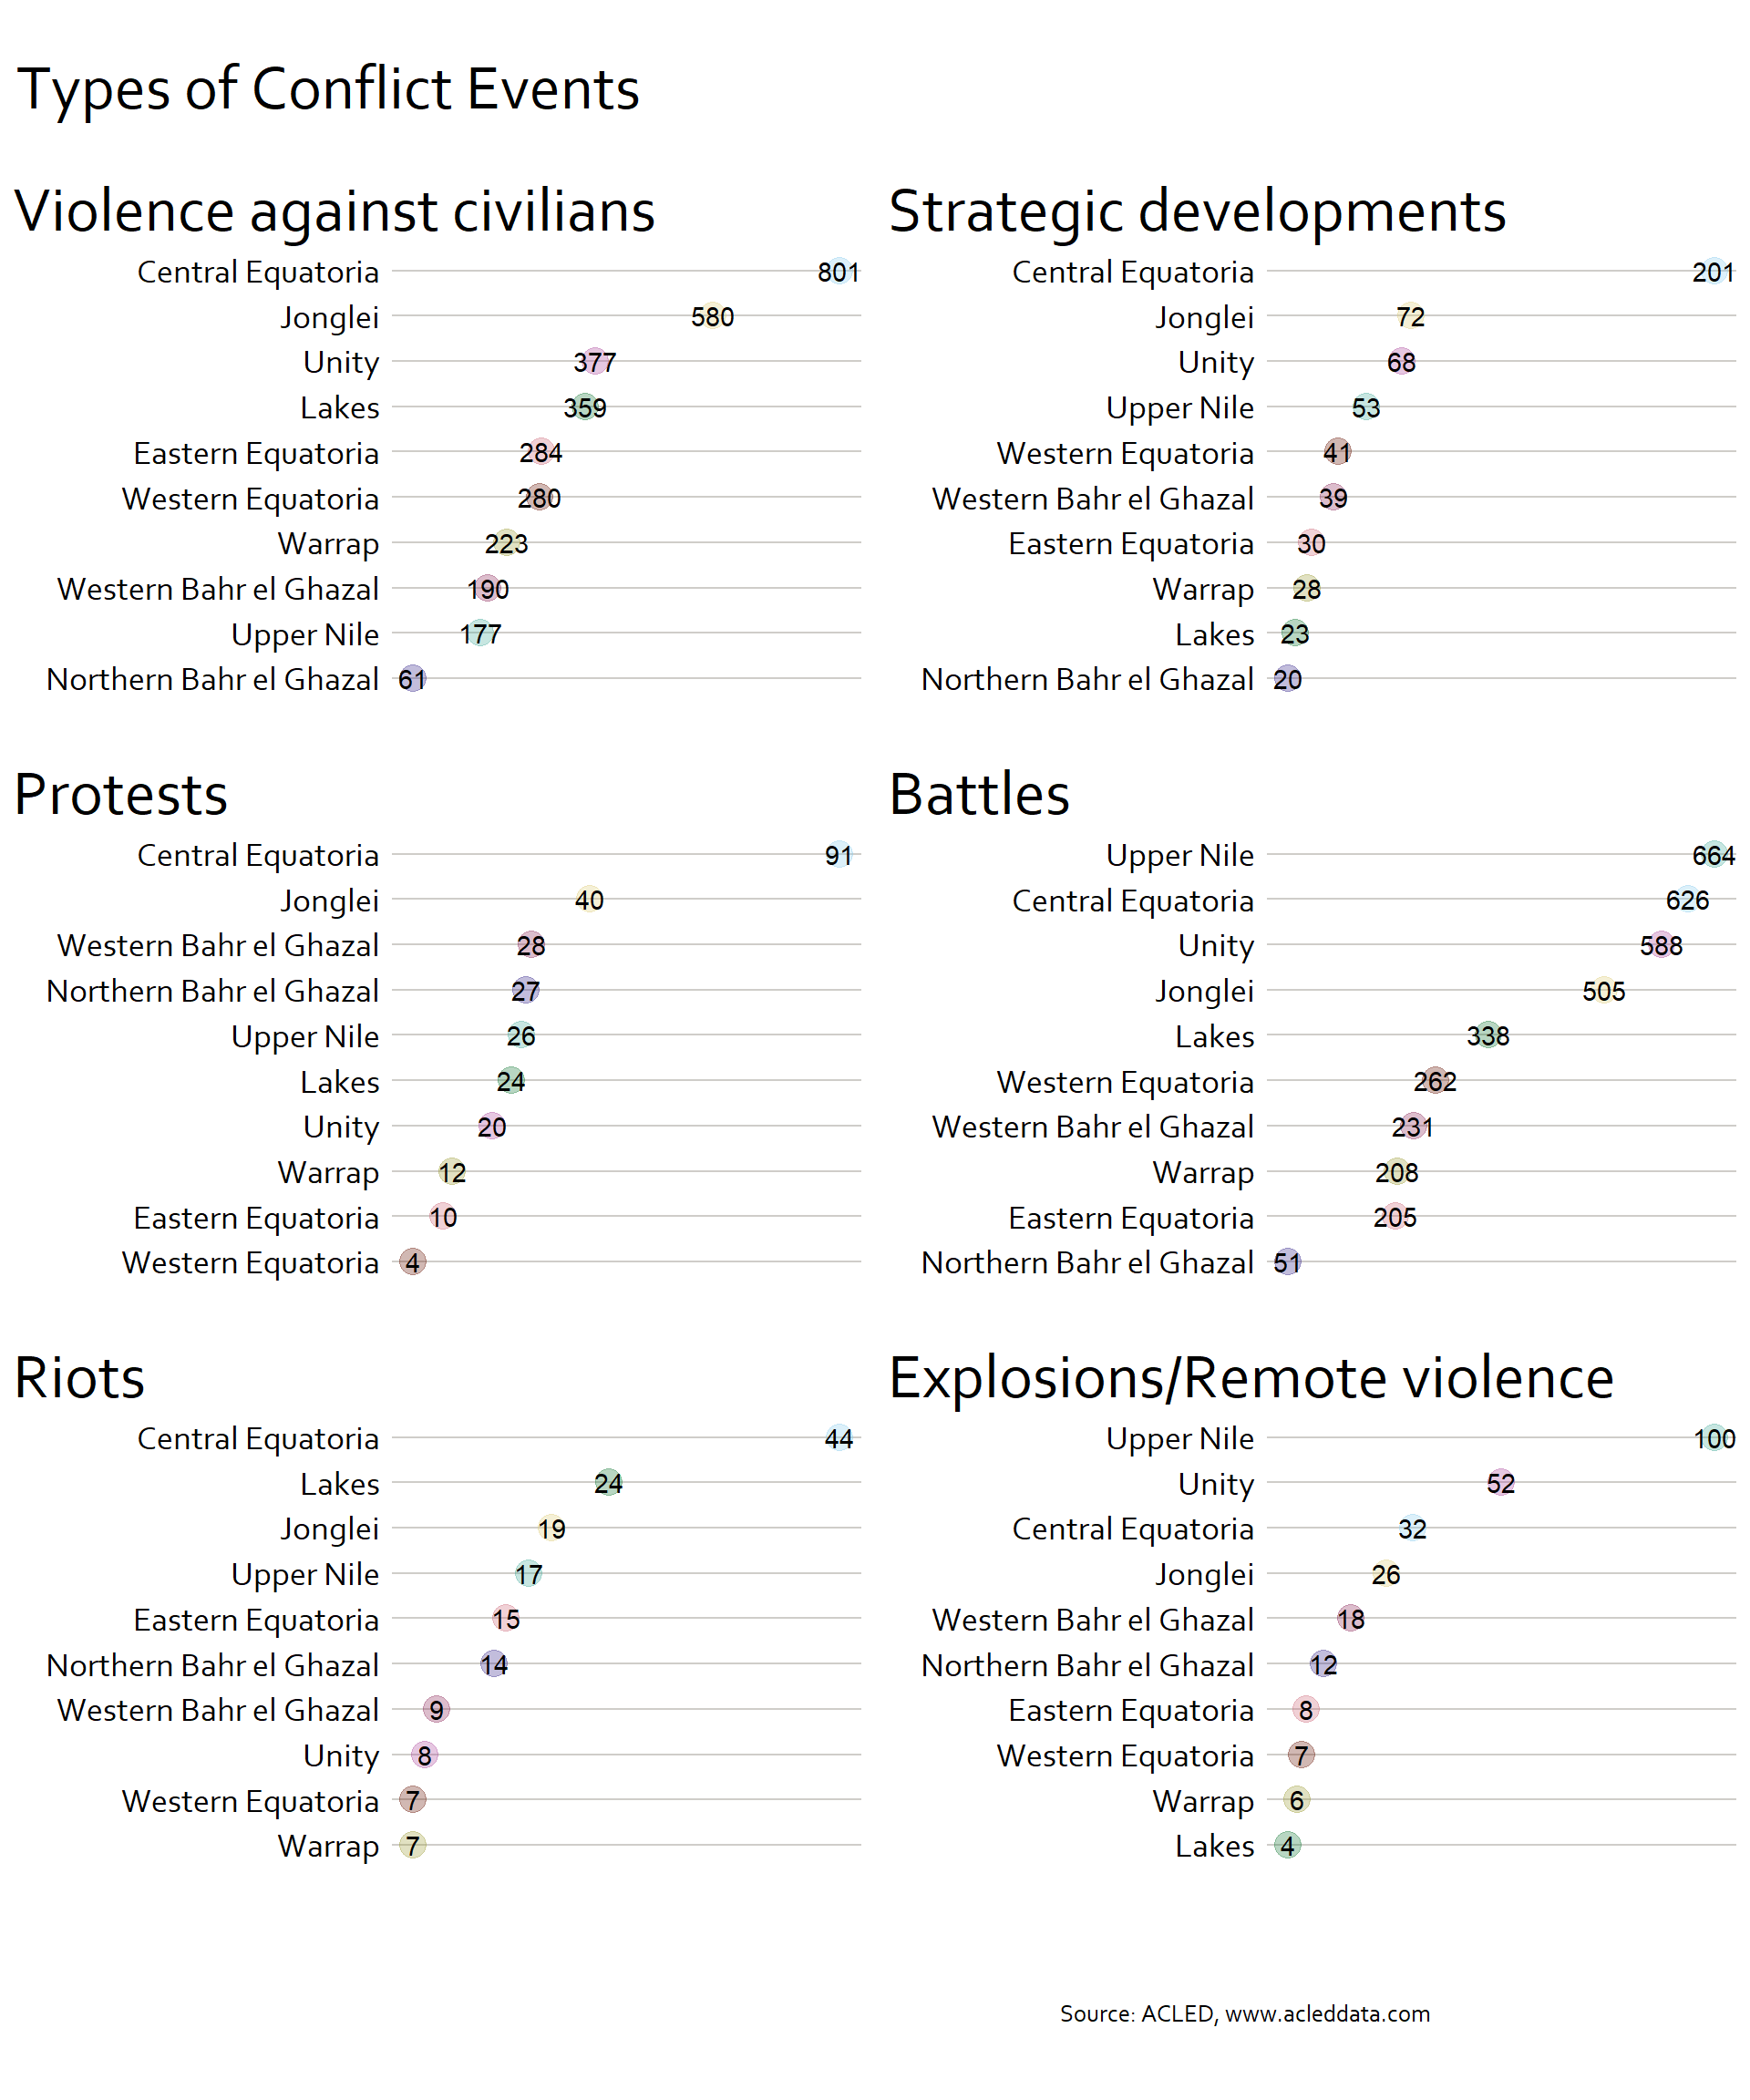 Types of Conflict Events
Violence against civilians
Central Equatoria 801
Jonglei 580
Unity 377
Lakes 359
Eastern Equatoria 284
Western Equatoria 280
Warrap 223
Western Bahr el Ghazal 190
Upper Nile 177
Northern Bahr el Ghazal 61
Strategic developments
Central Equatoria 201
Jonglei 72
Unity 68
Upper Nile 53
Western Equatoria 41
Western Bahr el Ghazal 39
Eastern Equatoria 30
Warrap 28
Lakes 23
Northern Bahr el Ghazal 20
Protests
Central Equatoria 91
Jonglei 40
Western Bahr el Ghazal 28
Northern Bahr el Ghazal 27
Upper Nile 26
Lakes 24
Unity 20
Warrap 12
Eastern Equatoria 10
Western Equatoria 4
Battles
Upper Nile 664
Central Equatoria 626
Unity 588
Jonglei 505
Lakes 338
Western Equatoria 262
Western Bahr el Ghazal 231
Warrap 208
Eastern Equatoria 205
Northern Bahr el Ghazal 51
Riots
Central Equatoria 44
Lakes 24
Jonglei 19
Upper Nile 17
Eastern Equatoria 15
Northern Bahr el Ghazal 14
Western Bahr el Ghazal 9
Unity 8
Western Equatoria 7
Warrap 7
Explosions/Remote violence
Upper Nile 100
Unity 52
Central Equatoria 32
Jonglei 26
Western Bahr el Ghazal 18
Northern Bahr el Ghazal 12
Eastern Equatoria 8
Western Equatoria 7
Warrap 6
Lakes 4
Source: ACLED, www.acleddata.com